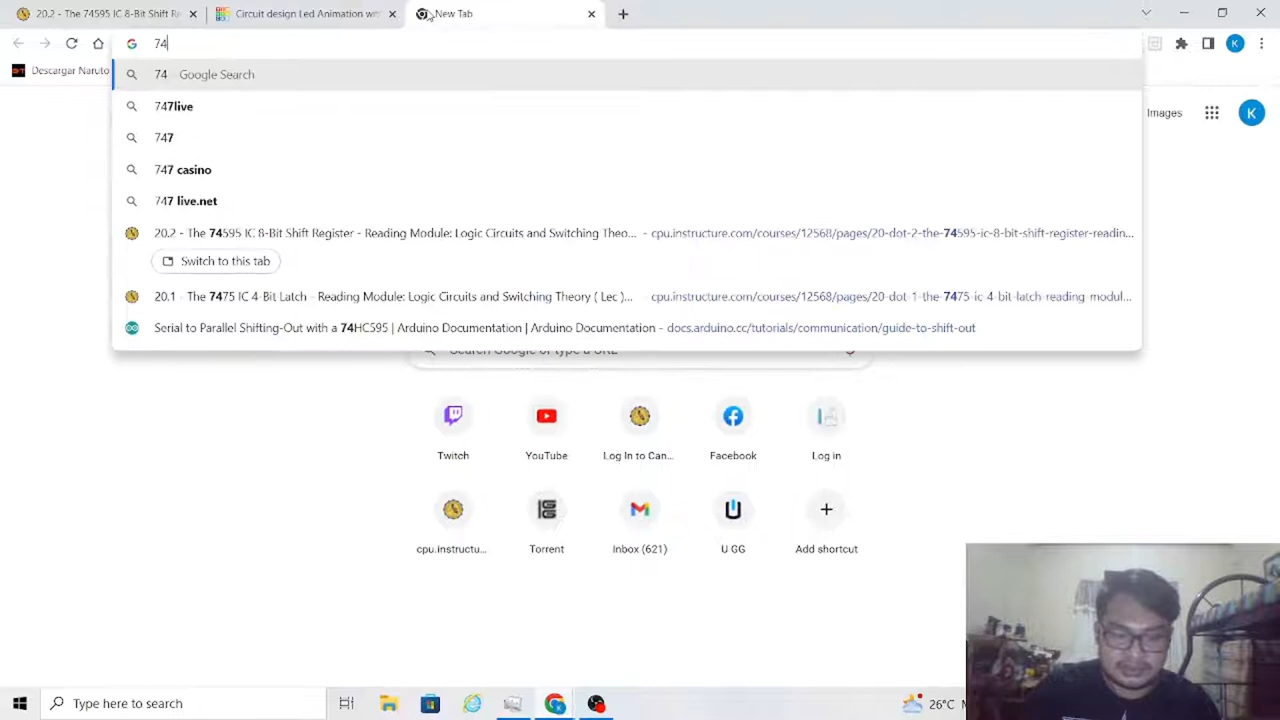 20.2 - The 74595 IC 8-Bit Shift Re
Circuit design Led Animation with
New Tab
74
Descargar Naruto
74 - Google Search
747live
747
747 casino
747 live.net
20.2 - The 74595 IC 8-Bit Shift Register - Reading Module: Logic Circuits and Switching Theo... - cpu.instructure.com/courses/12568/pages/20-dot-2-the-74595-ic-8-bit-shift-register-readin...
Switch to this tab
20.1 - The 7475 IC 4-Bit Latch - Reading Module: Logic Circuits and Switching Theory ( Lec )... cpu.instructure.com/courses/12568/pages/20-dot-1-the-7475-ic-4-bit-latch-reading-modul...
Serial to Parallel Shifting-Out with a 74HC595 | Arduino Documentation | Arduino Documentation - docs.arduino.cc/tutorials/communication/guide-to-shift-out
K
Images
K
Search Google or type a URL
Twitch
YouTube
Log In to Can...
Facebook
Log in
cpu.instructu...
Torrent
Inbox (621)
U GG
Add shortcut
Type here to search
26°C